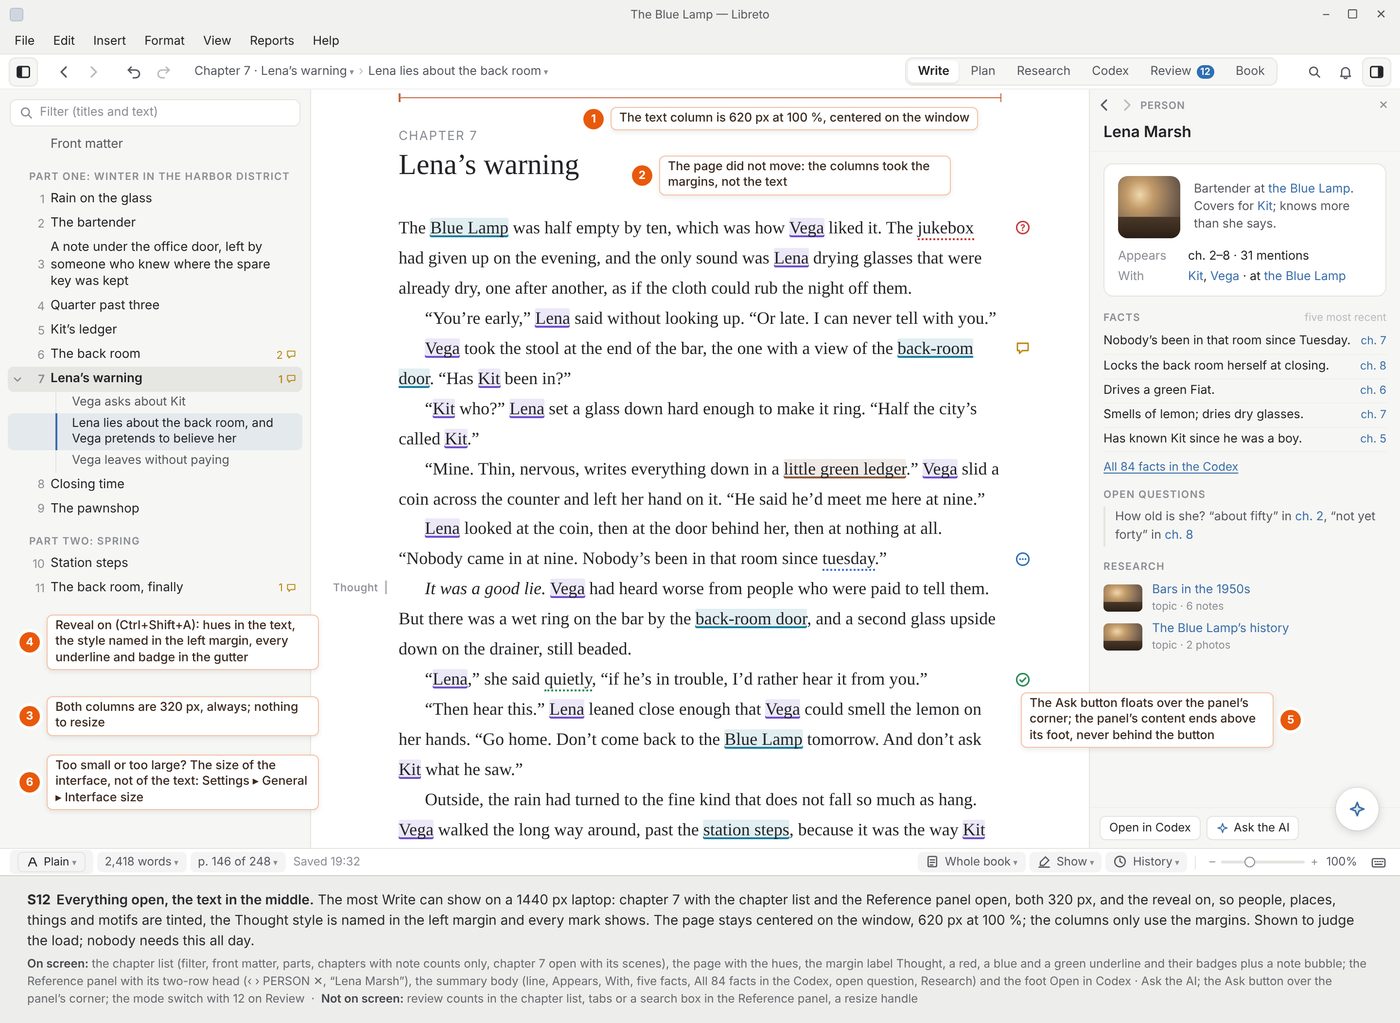 The Blue Lamp — Libreto
File Edit Insert Format View Reports Help
Chapter 7 · Lena’s warning ▾ › Lena lies about the back room ▾
Write Plan Research Codex Review 12 Book
Filter (titles and text)
Front matter
PART ONE: WINTER IN THE HARBOR DISTRICT
1 Rain on the glass
2 The bartender
A note under the office door, left by
3 someone who knew where the spare
key was kept
4 Quarter past three
5 Kit’s ledger
6 The back room 2
7 Lena’s warning 1
Vega asks about Kit
Lena lies about the back room, and
Vega pretends to believe her
Vega leaves without paying
8 Closing time
9 The pawnshop
PART TWO: SPRING
10 Station steps
11 The back room, finally 1
4 Reveal on (Ctrl+Shift+A): hues in the text,
the style named in the left margin, every
underline and badge in the gutter
3 Both columns are 320 px, always; nothing
to resize
6 Too small or too large? The size of the
interface, not of the text: Settings ▸ General
▸ Interface size
1 The text column is 620 px at 100 %, centered on the window
CHAPTER 7
Lena’s warning
2 The page did not move: the columns took the
margins, not the text
The Blue Lamp was half empty by ten, which was how Vega liked it. The jukebox
had given up on the evening, and the only sound was Lena drying glasses that were
already dry, one after another, as if the cloth could rub the night off them.
“You’re early,” Lena said without looking up. “Or late. I can never tell with you.”
Vega took the stool at the end of the bar, the one with a view of the back-room
door. “Has Kit been in?”
“Kit who?” Lena set a glass down hard enough to make it ring. “Half the city’s
called Kit.”
“Mine. Thin, nervous, writes everything down in a little green ledger.” Vega slid a
coin across the counter and left her hand on it. “He said he’d meet me here at nine.”
Lena looked at the coin, then at the door behind her, then at nothing at all.
“Nobody came in at nine. Nobody’s been in that room since tuesday.”
Thought
It was a good lie. Vega had heard worse from people who were paid to tell them.
But there was a wet ring on the bar by the back-room door, and a second glass upside
down on the drainer, still beaded.
“Lena,” she said quietly, “if he’s in trouble, I’d rather hear it from you.”
“Then hear this.” Lena leaned close enough that Vega could smell the lemon on
her hands. “Go home. Don’t come back to the Blue Lamp tomorrow. And don’t ask
Kit what he saw.”
Outside, the rain had turned to the fine kind that does not fall so much as hang.
Vega walked the long way around, past the station steps, because it was the way Kit
PERSON
Lena Marsh
Bartender at the Blue Lamp.
Covers for Kit; knows more
than she says.
Appears ch. 2–8 · 31 mentions
With Kit, Vega · at the Blue Lamp
FACTS five most recent
Nobody’s been in that room since Tuesday. ch. 7
Locks the back room herself at closing. ch. 8
Drives a green Fiat. ch. 6
Smells of lemon; dries dry glasses. ch. 7
Has known Kit since he was a boy. ch. 5
All 84 facts in the Codex
OPEN QUESTIONS
How old is she? “about fifty” in ch. 2, “not yet
forty” in ch. 8
RESEARCH
Bars in the 1950s
topic · 6 notes
The Blue Lamp’s history
topic · 2 photos
The Ask button floats over the panel’s
corner; the panel’s content ends above
its foot, never behind the button 5
Open in Codex Ask the AI
A Plain ▾ 2,418 words ▾ p. 146 of 248 ▾ Saved 19:32
Whole book ▾ Show ▾ History ▾ − + 100%
S12 Everything open, the text in the middle. The most Write can show on a 1440 px laptop: chapter 7 with the chapter list and the Reference panel open, both 320 px, and the reveal on, so people, places,
things and motifs are tinted, the Thought style is named in the left margin and every mark shows. The page stays centered on the window, 620 px at 100 %; the columns only use the margins. Shown to judge
the load; nobody needs this all day.
On screen: the chapter list (filter, front matter, parts, chapters with note counts only, chapter 7 open with its scenes), the page with the hues, the margin label Thought, a red, a blue and a green underline and their badges plus a note bubble; the
Reference panel with its two-row head (‹ › PERSON ✕, “Lena Marsh”), the summary body (line, Appears, With, five facts, All 84 facts in the Codex, open question, Research) and the foot Open in Codex · Ask the AI; the Ask button over the
panel’s corner; the mode switch with 12 on Review · Not on screen: review counts in the chapter list, tabs or a search box in the Reference panel, a resize handle